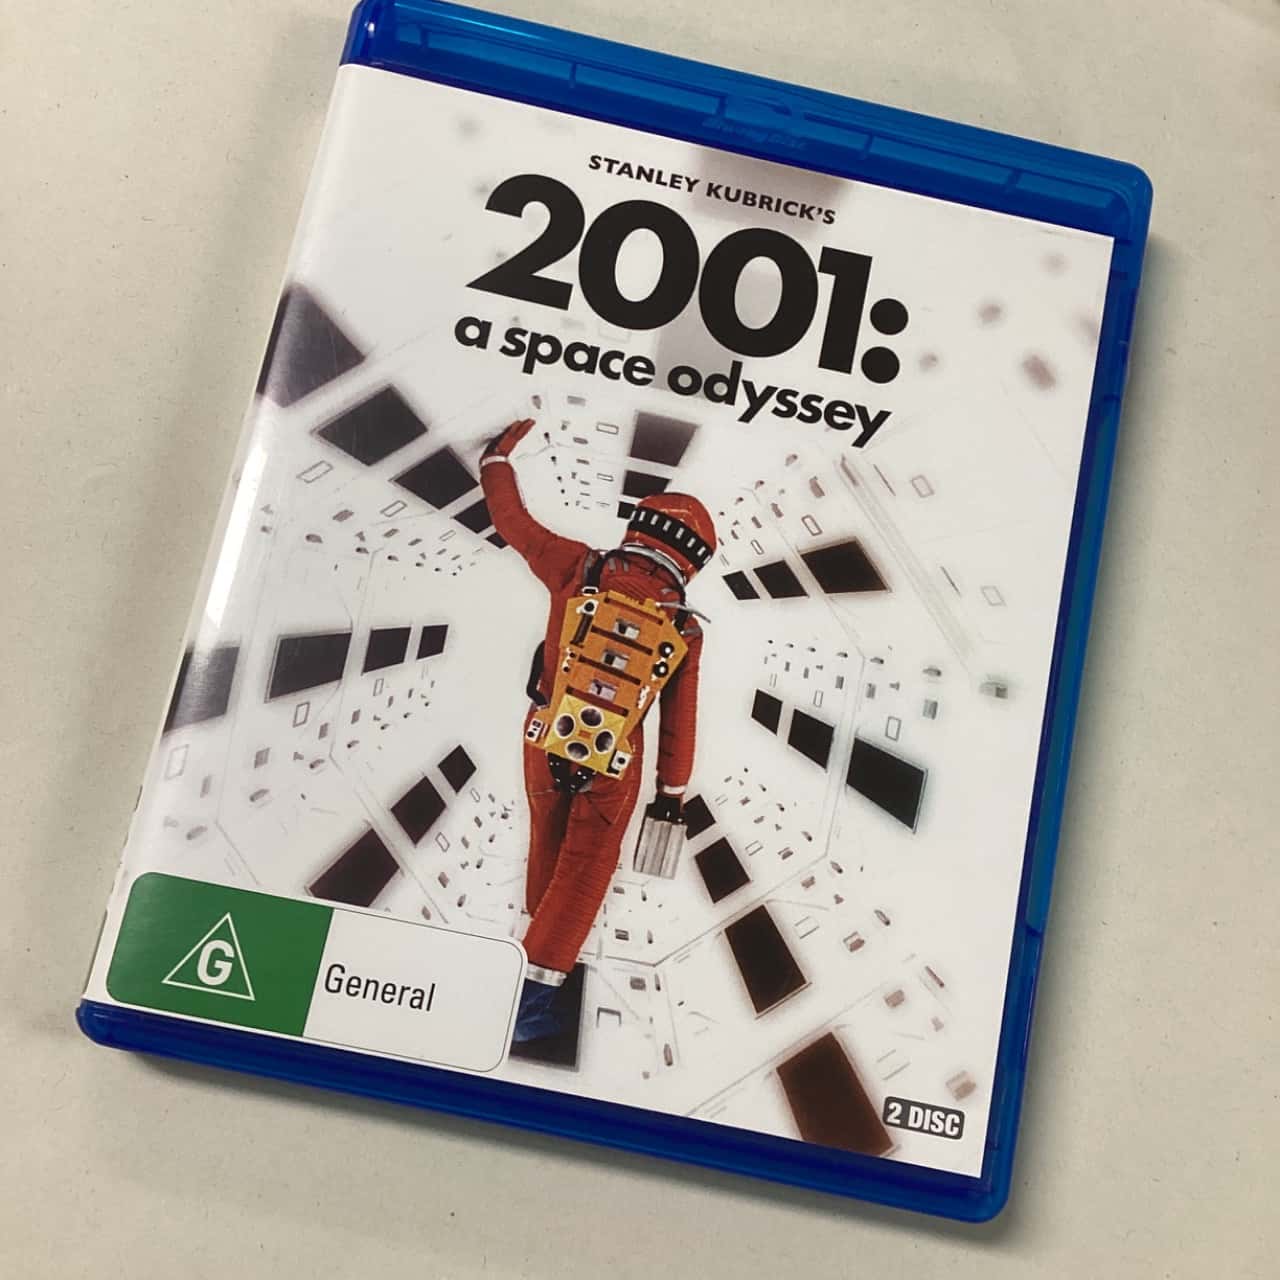 STANLEY KUBRICK'S
2001:
a space odyssey
G
General
2 DISC